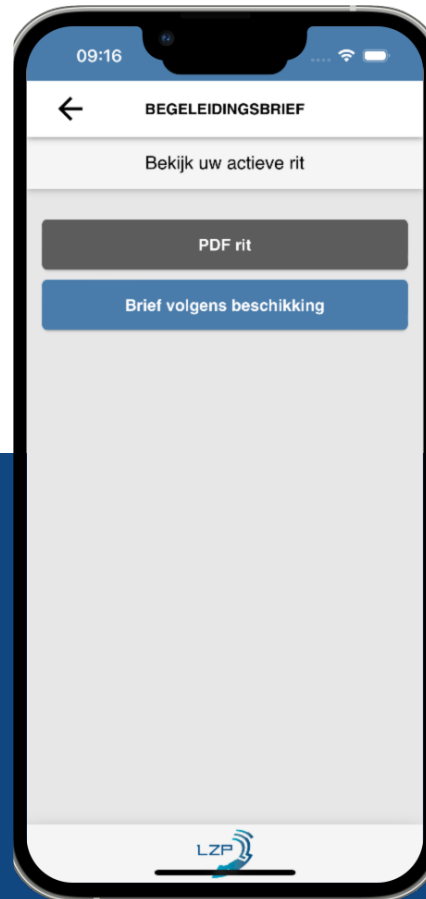 09:16
BEGELEIDINGSBRIEF
Bekijk uw actieve rit
PDF rit
Brief volgens beschikking
LZP